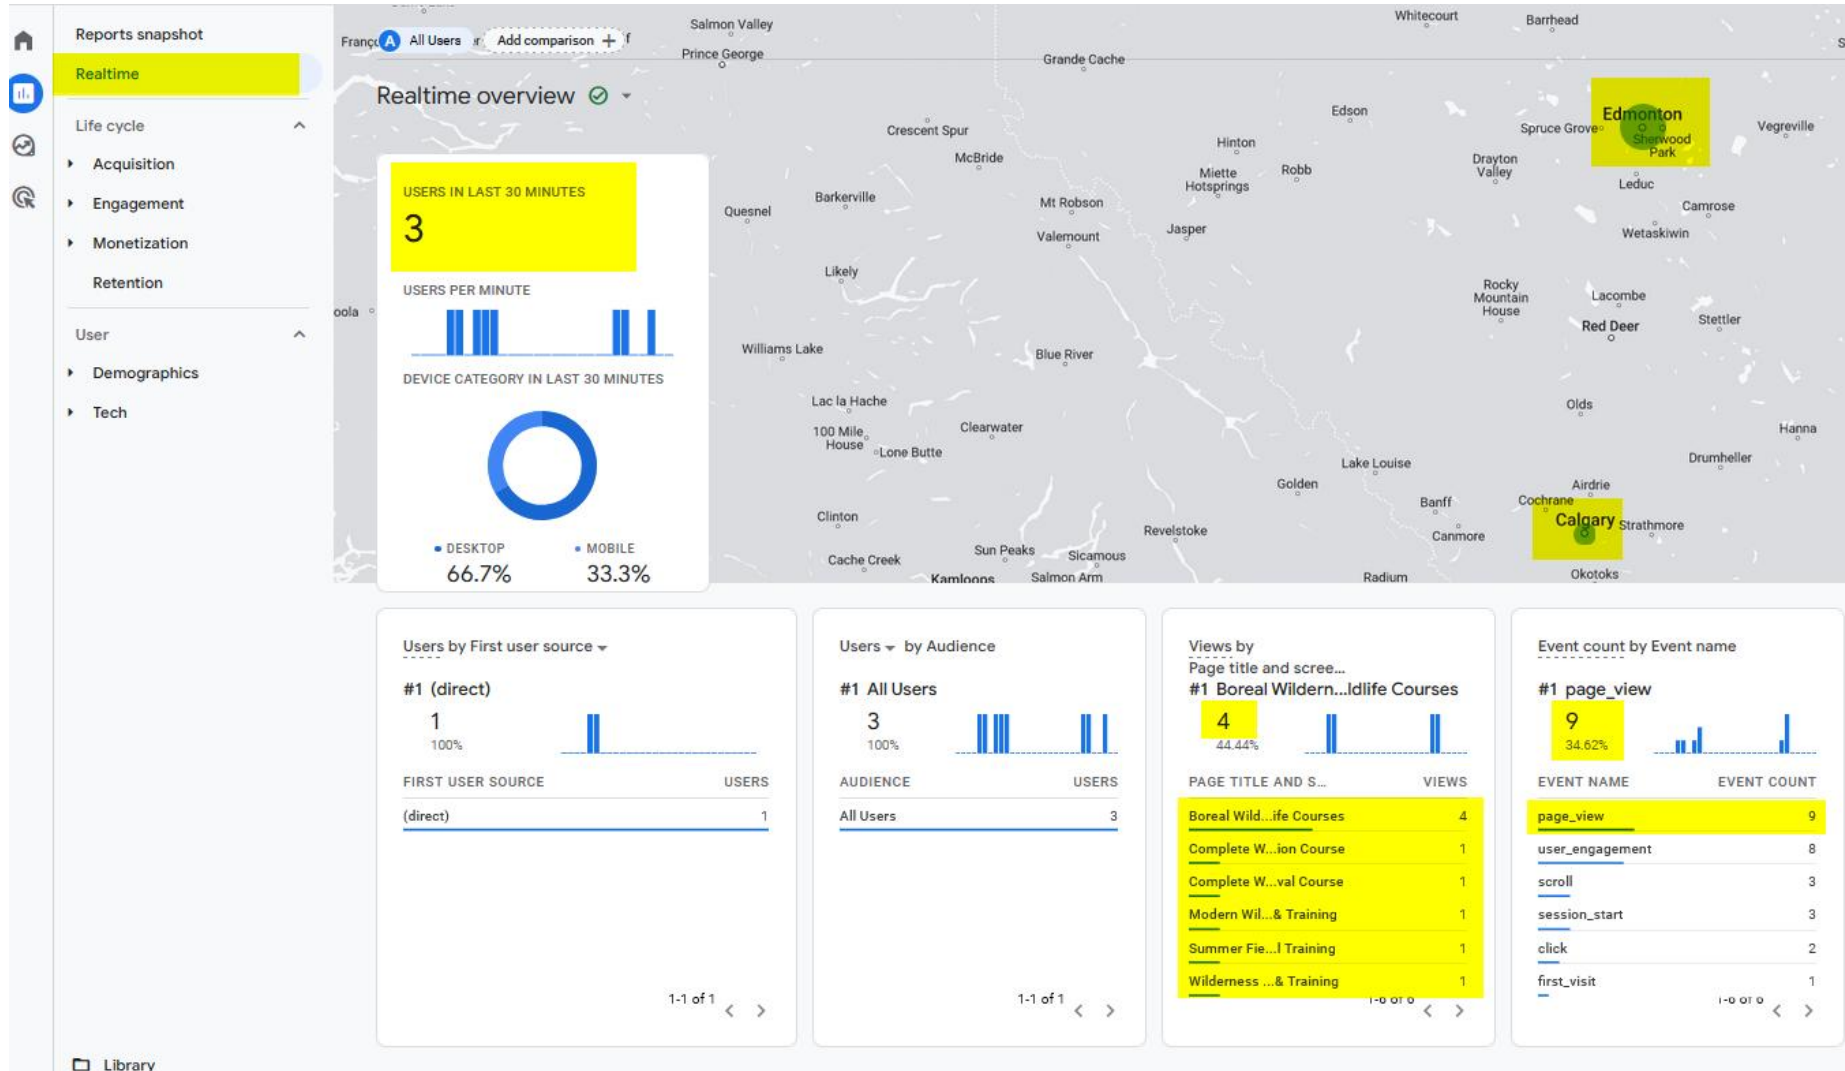 Reports snapshot
Realtime
Life cycle
Acquisition
Engagement
Monetization
Retention
User
Demographics
Tech
Library
A All Users
Add comparison +
Realtime overview
USERS IN LAST 30 MINUTES
3
USERS PER MINUTE
DEVICE CATEGORY IN LAST 30 MINUTES
DESKTOP MOBILE
66.7% 33.3%
Salmon Valley
Prince George
Whitecourt
Barrhead
Grande Cache
Edson
Edmonton
Spruce Grove
Sherwood
Park
Vegreville
Crescent Spur
McBride
Hinton
Miette
Hotsprings
Robb
Drayton
Valley
Leduc
Camrose
Wetaskiwin
Barkerville
Quesnel
Mt Robson
Valemount
Jasper
Likely
Rocky
Mountain
House
Lacombe
Red Deer
Stettler
oola
Williams Lake
Blue River
Lac la Hache
100 Mile
House
Lone Butte
Clearwater
Olds
Hanna
Drumheller
Lake Louise
Golden
Banff
Airdrie
Cochrane
Calgary
Strathmore
Canmore
Clinton
Revelstoke
Cache Creek
Sun Peaks
Sicamous
Kamloops
Salmon Arm
Radium
Okotoks
Users by First user source
#1 (direct)
1
100%
FIRST USER SOURCE USERS
(direct) 1
1-1 of 1
Users by Audience
#1 All Users
3
100%
AUDIENCE USERS
All Users 3
1-1 of 1
Views by
Page title and scree...
#1 Boreal Wildern...ldlife Courses
4
44.44%
PAGE TITLE AND S... VIEWS
Boreal Wild...ife Courses 4
Complete W...ion Course 1
Complete W...val Course 1
Modern Wil...& Training 1
Summer Fie...l Training 1
Wilderness ...& Training 1
1-6 of 6
Event count by Event name
#1 page_view
9
34.62%
EVENT NAME EVENT COUNT
page_view 9
user_engagement 8
scroll 3
session_start 3
click 2
first_visit 1
1-6 of 6